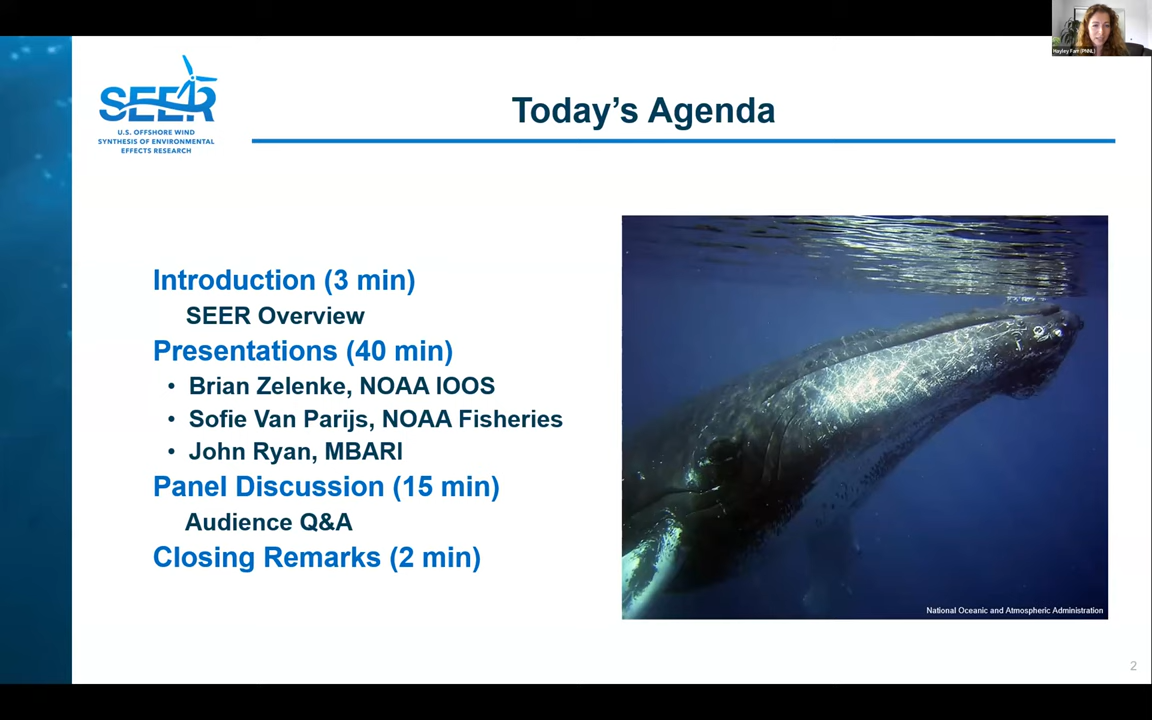 Hayley Farr (PNNL)
SEER
U.S. OFFSHORE WIND
SYNTHESIS OF ENVIRONMENTAL
EFFECTS RESEARCH
Today's Agenda
Introduction (3 min)
SEER Overview
Presentations (40 min)
• Brian Zelenke, NOAA IOOS
• Sofie Van Parijs, NOAA Fisheries
• John Ryan, MBARI
Panel Discussion (15 min)
Audience Q&A
Closing Remarks (2 min)
National Oceanic and Atmospheric Administration
2